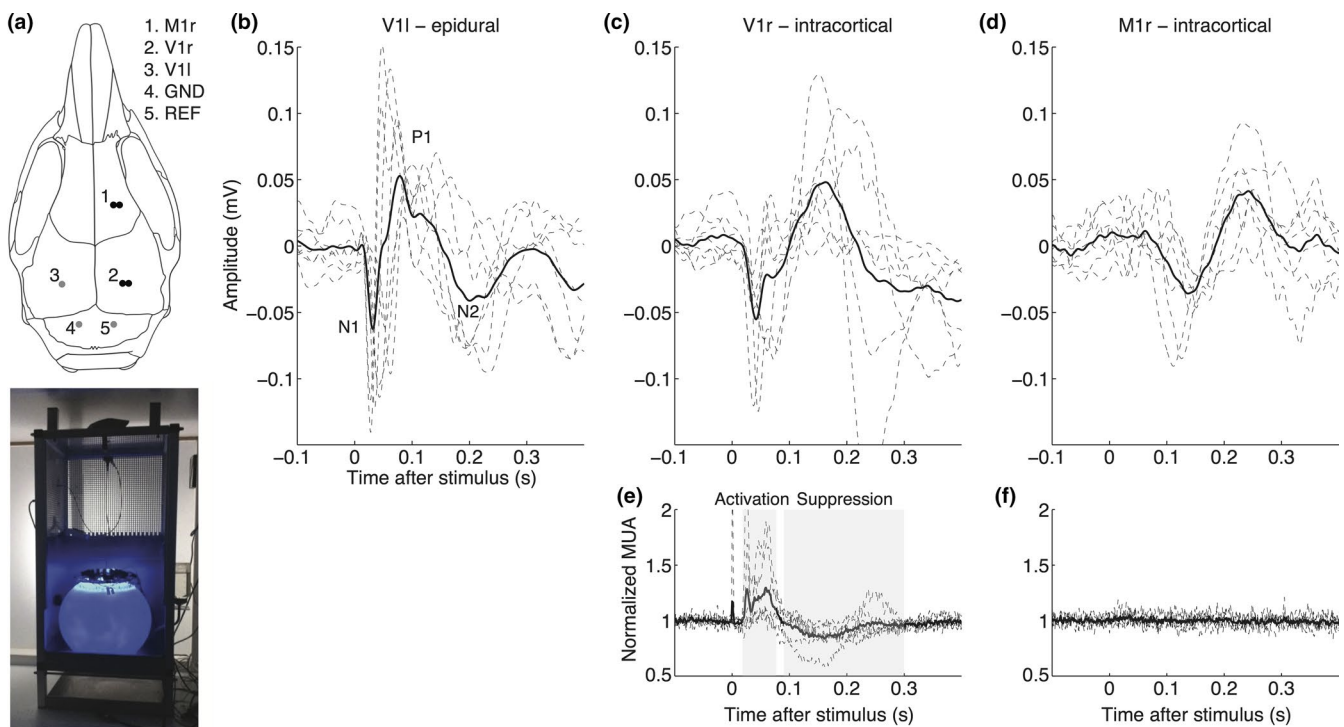 (a)
1. M1r
2. V1r
3. V1l
4. GND
5. REF
1
3
2
4
5
(b)
V1l – epidural
0.15
0.1
0.05
0
−0.05
−0.1
Amplitude (mV)
P1
N1
N2
−0.1 0 0.1 0.2 0.3
Time after stimulus (s)
(c)
V1r – intracortical
0.15
0.1
0.05
0
−0.05
−0.1
(d)
M1r – intracortical
0.15
0.1
0.05
0
−0.05
−0.1
−0.1 0 0.1 0.2 0.3
(e)
Activation Suppression
2
1.5
1
0.5
Normalized MUA
−0.1 0 0.1 0.2 0.3
Time after stimulus (s)
(f)
2
1.5
1
0.5
−0.1 0 0.1 0.2 0.3
Time after stimulus (s)